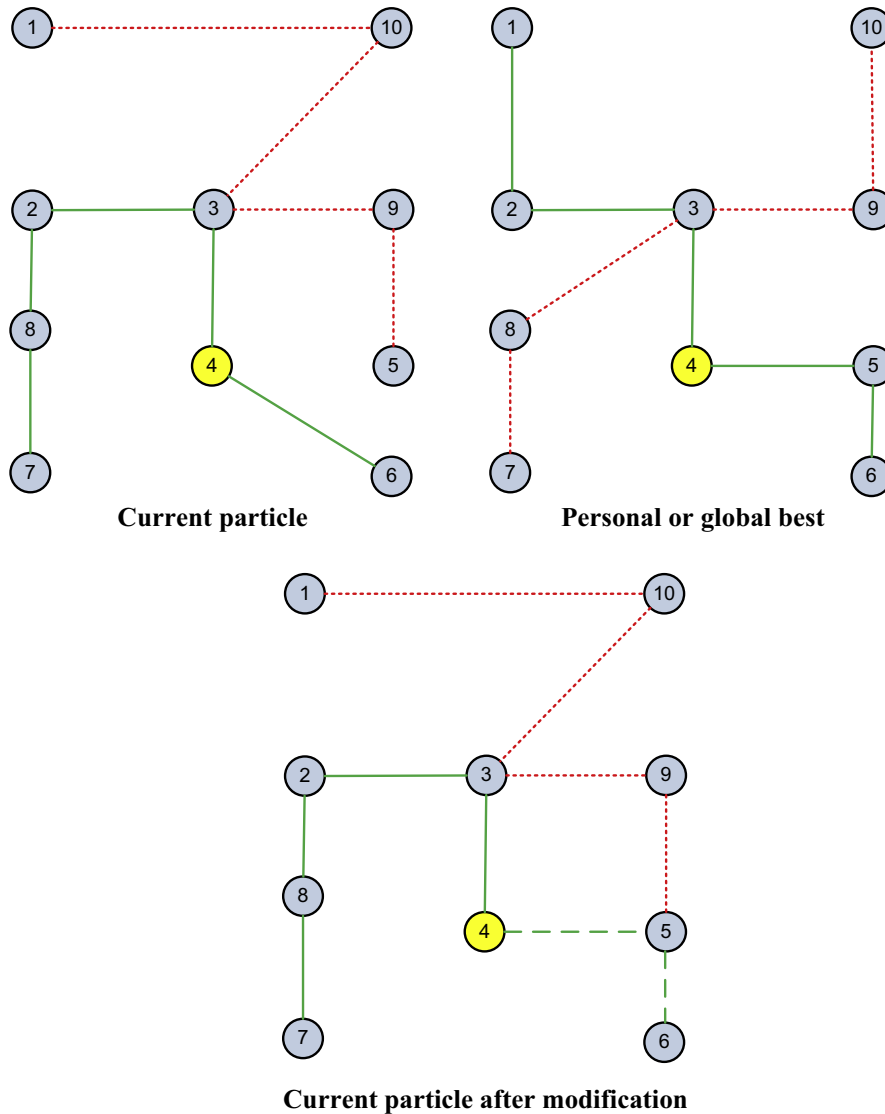 1 10
2 3 9
8
4 5
7 6
Current particle
1 10
2 3 9
8
4 5
7 6
Personal or global best
1 10
2 3 9
8
4 5
7 6
Current particle after modification